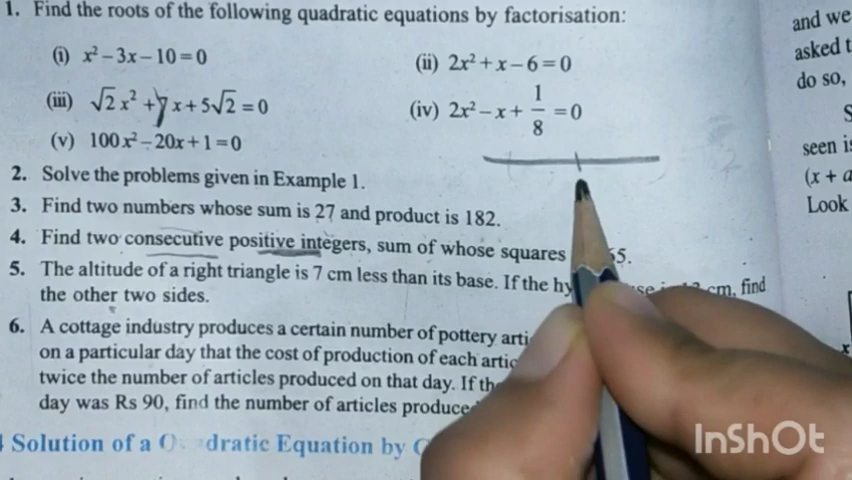 1. Find the roots of the following quadratic equations by factorisation:
(i) x² – 3x – 10 = 0
(ii) 2x² + x – 6 = 0
(iii) √2 x² + 7x + 5√2 = 0
(iv) 2x² – x + 1/8 = 0
(v) 100x² – 20x + 1 = 0
2. Solve the problems given in Example 1.
3. Find two numbers whose sum is 27 and product is 182.
4. Find two consecutive positive integers, sum of whose squares
5. The altitude of a right triangle is 7 cm less than its base. If the cm, find
the other two sides.
6. A cottage industry produces a certain number of pottery
on a particular day that the cost of production of each
twice the number of articles produced on that day. If
day was Rs 90, find the number of articles
Solution of a Quadratic Equation by
and we
asked
do so,
seen
(x +
Look
x
InShOt